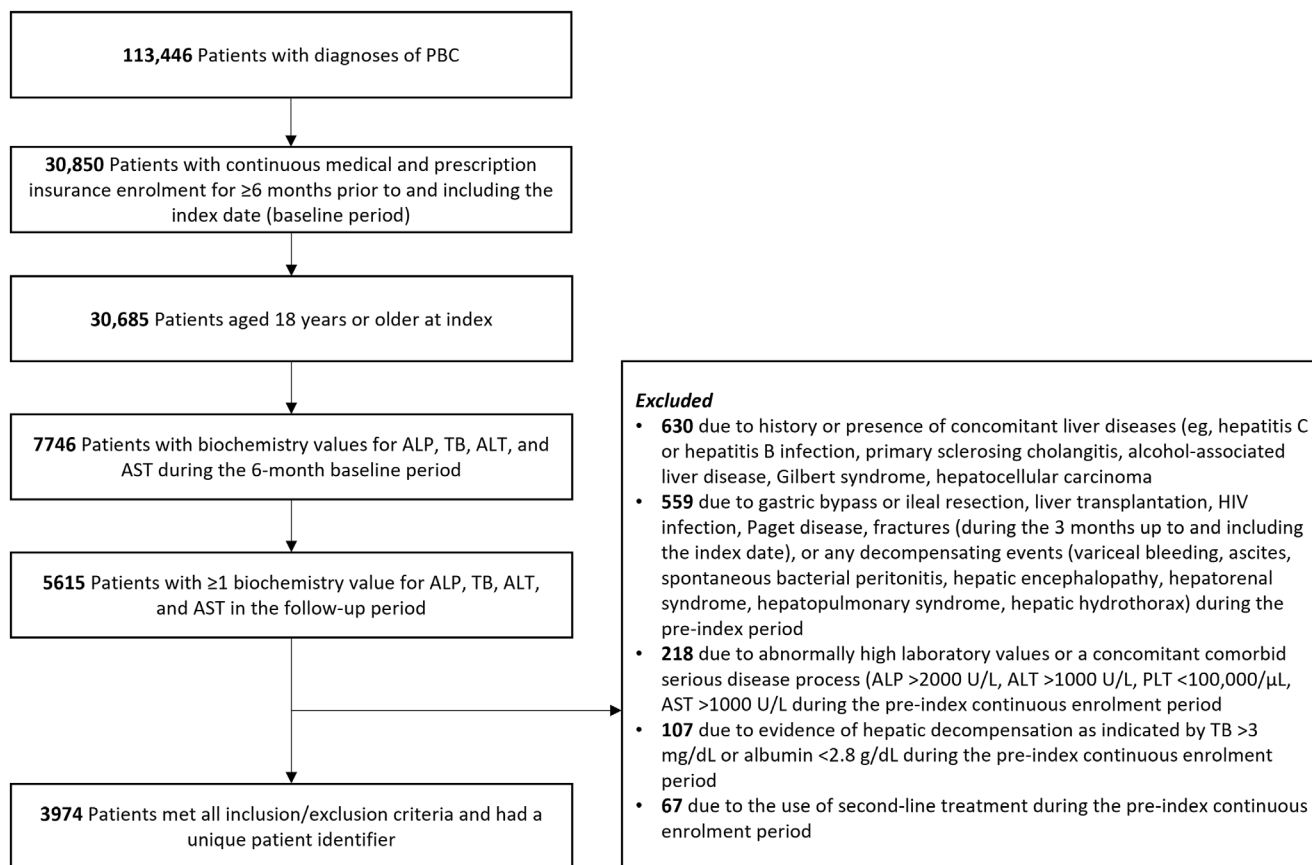 113,446 Patients with diagnoses of PBC
30,850 Patients with continuous medical and prescription
insurance enrolment for ≥6 months prior to and including the
index date (baseline period)
30,685 Patients aged 18 years or older at index
7746 Patients with biochemistry values for ALP, TB, ALT, and
AST during the 6-month baseline period
5615 Patients with ≥1 biochemistry value for ALP, TB, ALT,
and AST in the follow-up period
Excluded
• 630 due to history or presence of concomitant liver diseases (eg, hepatitis C
or hepatitis B infection, primary sclerosing cholangitis, alcohol-associated
liver disease, Gilbert syndrome, hepatocellular carcinoma
• 559 due to gastric bypass or ileal resection, liver transplantation, HIV
infection, Paget disease, fractures (during the 3 months up to and including
the index date), or any decompensating events (variceal bleeding, ascites,
spontaneous bacterial peritonitis, hepatic encephalopathy, hepatorenal
syndrome, hepatopulmonary syndrome, hepatic hydrothorax) during the
pre-index period
• 218 due to abnormally high laboratory values or a concomitant comorbid
serious disease process (ALP >2000 U/L, ALT >1000 U/L, PLT <100,000/µL,
AST >1000 U/L during the pre-index continuous enrolment period
• 107 due to evidence of hepatic decompensation as indicated by TB >3
mg/dL or albumin <2.8 g/dL during the pre-index continuous enrolment
period
• 67 due to the use of second-line treatment during the pre-index continuous
enrolment period
3974 Patients met all inclusion/exclusion criteria and had a
unique patient identifier